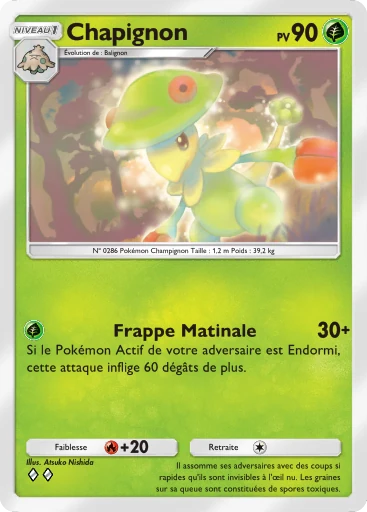 NIVEAU 1
Chapignon
PV 90
Évolution de : Balignon
N° 0286 Pokémon Champignon Taille : 1,2 m Poids : 39,2 kg
Frappe Matinale 30+
Si le Pokémon Actif de votre adversaire est Endormi,
cette attaque inflige 60 dégâts de plus.
Faiblesse +20 Retraite
Illus. Atsuko Nishida
Il assomme ses adversaires avec des coups si
rapides qu'ils sont invisibles à l'œil nu. Les graines
sur sa queue sont constituées de spores toxiques.